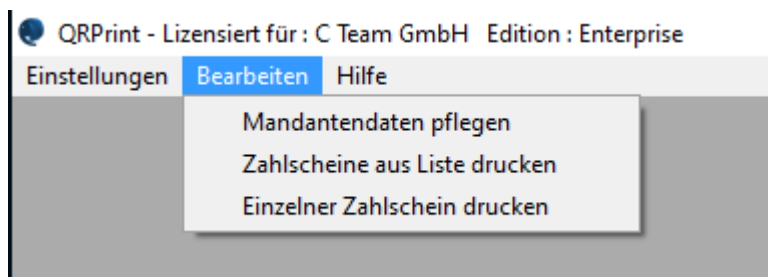 QRPrint - Lizensiert für : C Team GmbH Edition : Enterprise
Einstellungen Bearbeiten Hilfe
Mandantendaten pflegen
Zahlscheine aus Liste drucken
Einzelner Zahlschein drucken